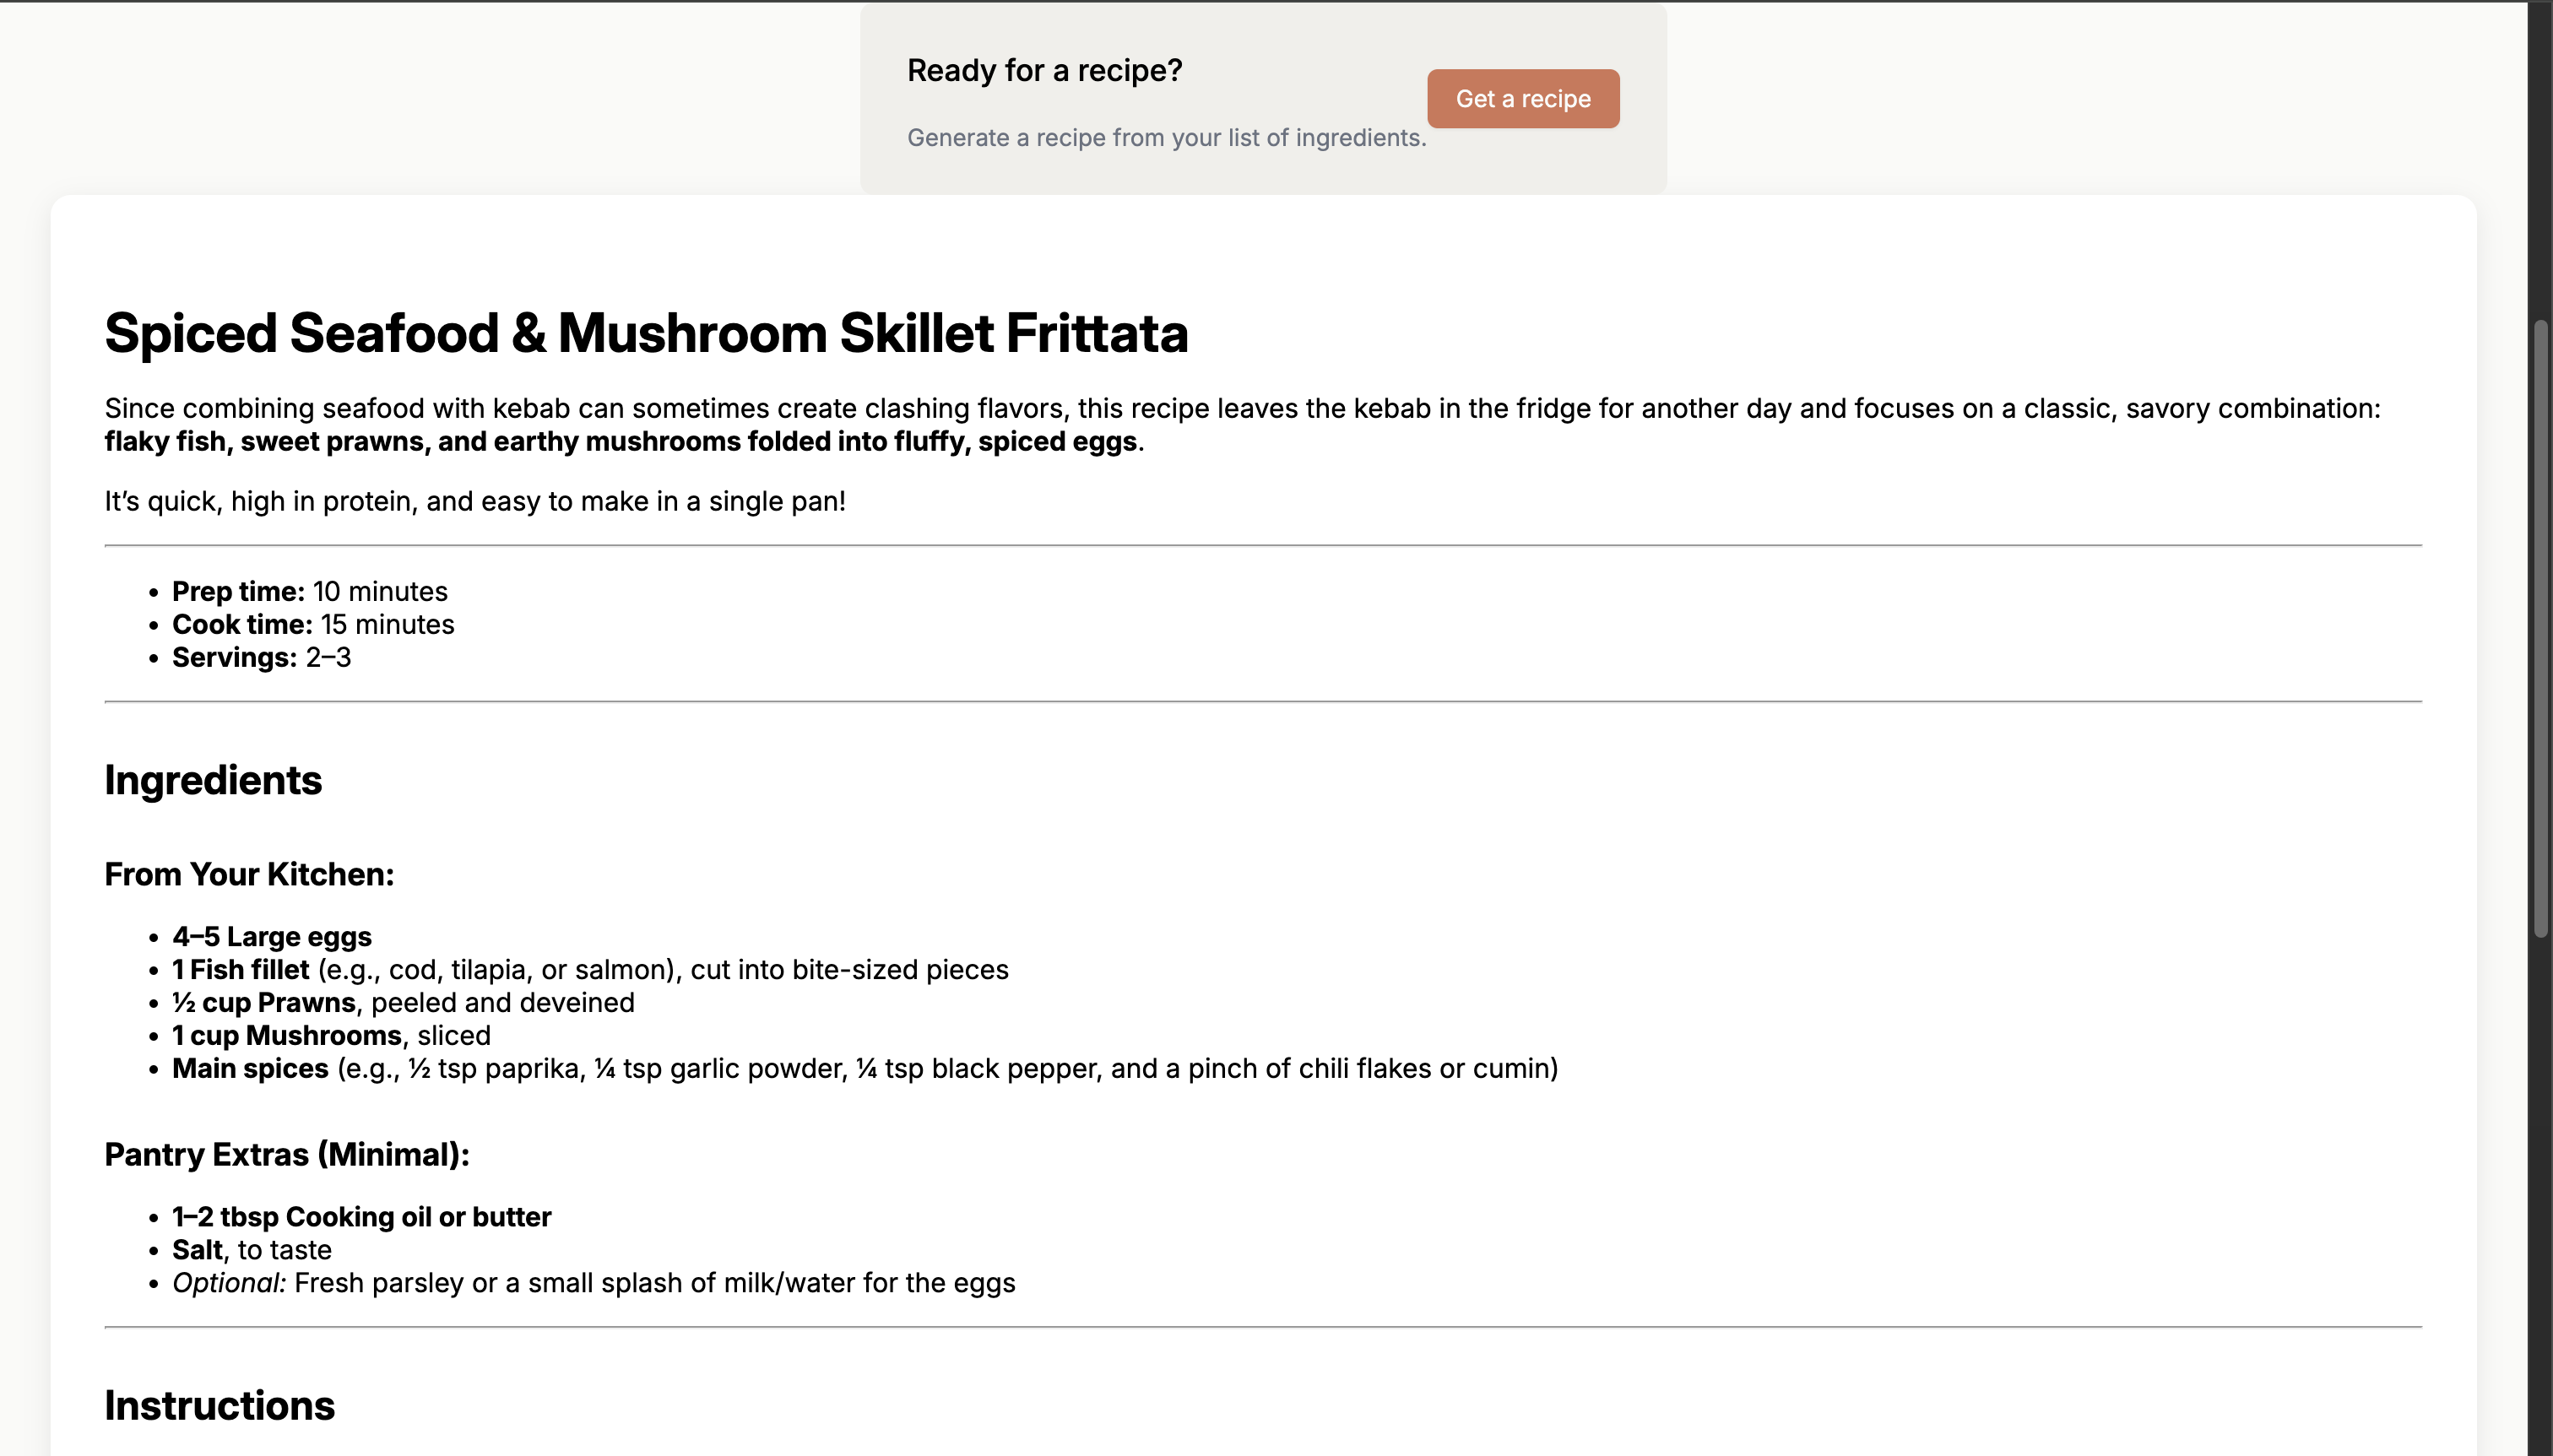 Ready for a recipe?
Generate a recipe from your list of ingredients.
Get a recipe
Spiced Seafood & Mushroom Skillet Frittata
Since combining seafood with kebab can sometimes create clashing flavors, this recipe leaves the kebab in the fridge for another day and focuses on a classic, savory combination:
flaky fish, sweet prawns, and earthy mushrooms folded into fluffy, spiced eggs.
It’s quick, high in protein, and easy to make in a single pan!
• Prep time: 10 minutes
• Cook time: 15 minutes
• Servings: 2–3
Ingredients
From Your Kitchen:
• 4–5 Large eggs
• 1 Fish fillet (e.g., cod, tilapia, or salmon), cut into bite-sized pieces
• ½ cup Prawns, peeled and deveined
• 1 cup Mushrooms, sliced
• Main spices (e.g., ½ tsp paprika, ¼ tsp garlic powder, ¼ tsp black pepper, and a pinch of chili flakes or cumin)
Pantry Extras (Minimal):
• 1–2 tbsp Cooking oil or butter
• Salt, to taste
• Optional: Fresh parsley or a small splash of milk/water for the eggs
Instructions